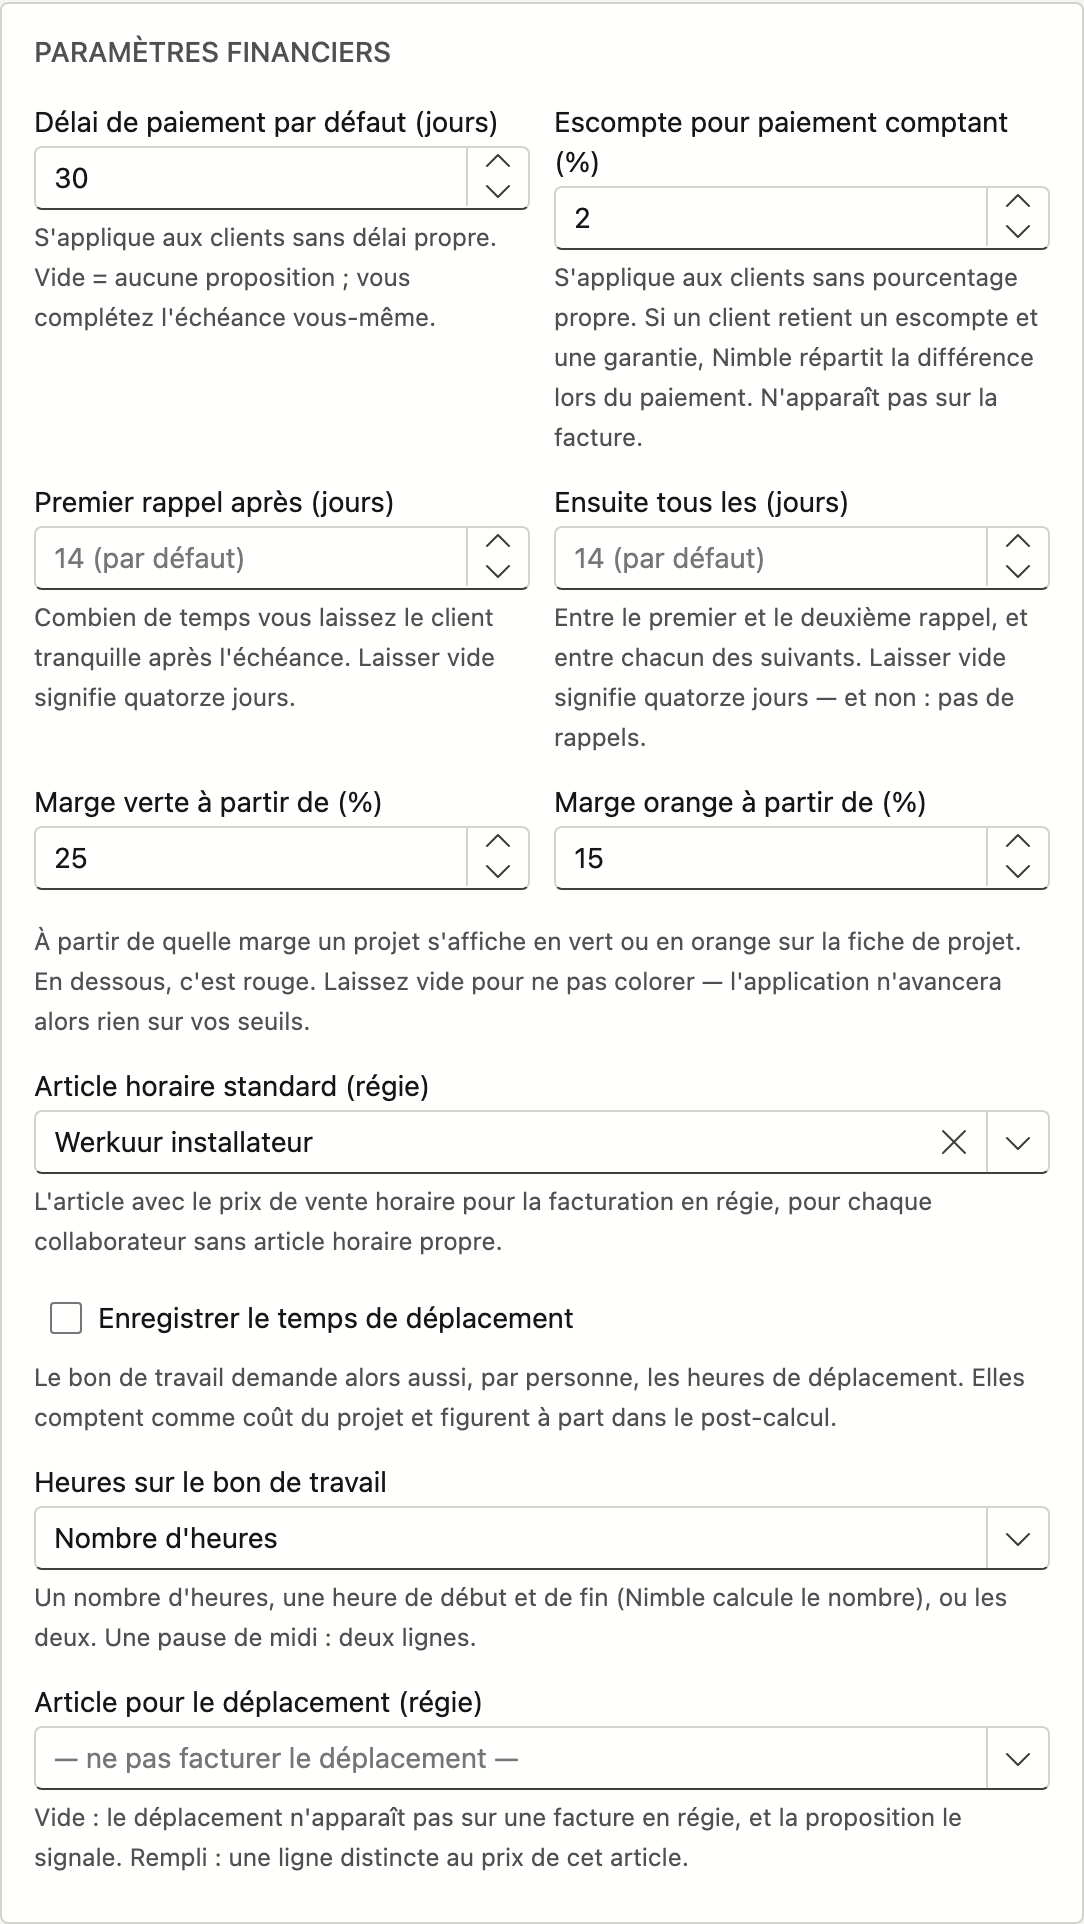 PARAMÈTRES FINANCIERS
Délai de paiement par défaut (jours)
30
S'applique aux clients sans délai propre.
Vide = aucune proposition ; vous
complétez l'échéance vous-même.
Escompte pour paiement comptant
(%)
2
S'applique aux clients sans pourcentage
propre. Si un client retient un escompte et
une garantie, Nimble répartit la différence
lors du paiement. N'apparaît pas sur la
facture.
Premier rappel après (jours)
14 (par défaut)
Combien de temps vous laissez le client
tranquille après l'échéance. Laisser vide
signifie quatorze jours.
Ensuite tous les (jours)
14 (par défaut)
Entre le premier et le deuxième rappel, et
entre chacun des suivants. Laisser vide
signifie quatorze jours — et non : pas de
rappels.
Marge verte à partir de (%)
25
Marge orange à partir de (%)
15
À partir de quelle marge un projet s'affiche en vert ou en orange sur la fiche de projet.
En dessous, c'est rouge. Laissez vide pour ne pas colorer — l'application n'avancera
alors rien sur vos seuils.
Article horaire standard (régie)
Werkuur installateur
L'article avec le prix de vente horaire pour la facturation en régie, pour chaque
collaborateur sans article horaire propre.
Enregistrer le temps de déplacement
Le bon de travail demande alors aussi, par personne, les heures de déplacement. Elles
comptent comme coût du projet et figurent à part dans le post-calcul.
Heures sur le bon de travail
Nombre d'heures
Un nombre d'heures, une heure de début et de fin (Nimble calcule le nombre), ou les
deux. Une pause de midi : deux lignes.
Article pour le déplacement (régie)
— ne pas facturer le déplacement —
Vide : le déplacement n'apparaît pas sur une facture en régie, et la proposition le
signale. Rempli : une ligne distincte au prix de cet article.